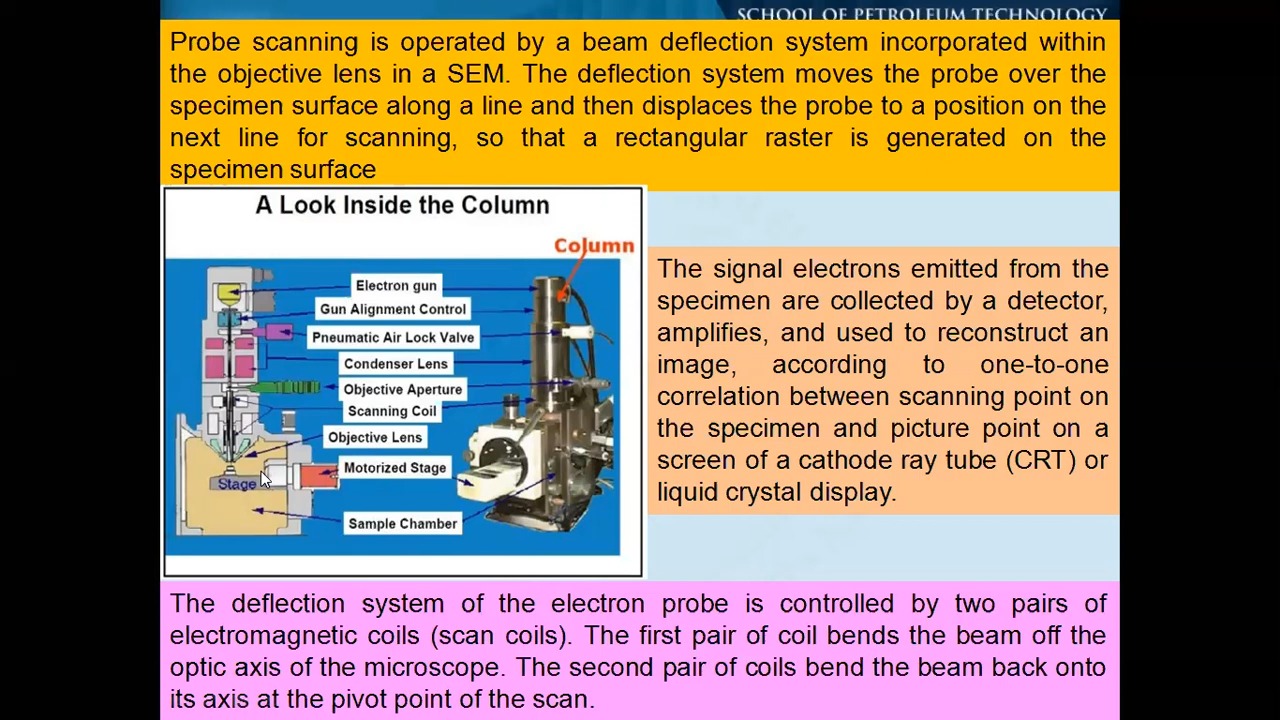 SCHOOL OF PETROLEUM TECHNOLOGY
Probe scanning is operated by a beam deflection system incorporated within
the objective lens in a SEM. The deflection system moves the probe over the
specimen surface along a line and then displaces the probe to a position on the
next line for scanning, so that a rectangular raster is generated on the
specimen surface
A Look Inside the Column
Column
Electron gun
Gun Alignment Control
Pneumatic Air Lock Valve
Condenser Lens
Objective Aperture
Scanning Coil
Objective Lens
Motorized Stage
Stage
Sample Chamber
The signal electrons emitted from the
specimen are collected by a detector,
amplifies, and used to reconstruct an
image, according to one-to-one
correlation between scanning point on
the specimen and picture point on a
screen of a cathode ray tube (CRT) or
liquid crystal display.
The deflection system of the electron probe is controlled by two pairs of
electromagnetic coils (scan coils). The first pair of coil bends the beam off the
optic axis of the microscope. The second pair of coils bend the beam back onto
its axis at the pivot point of the scan.